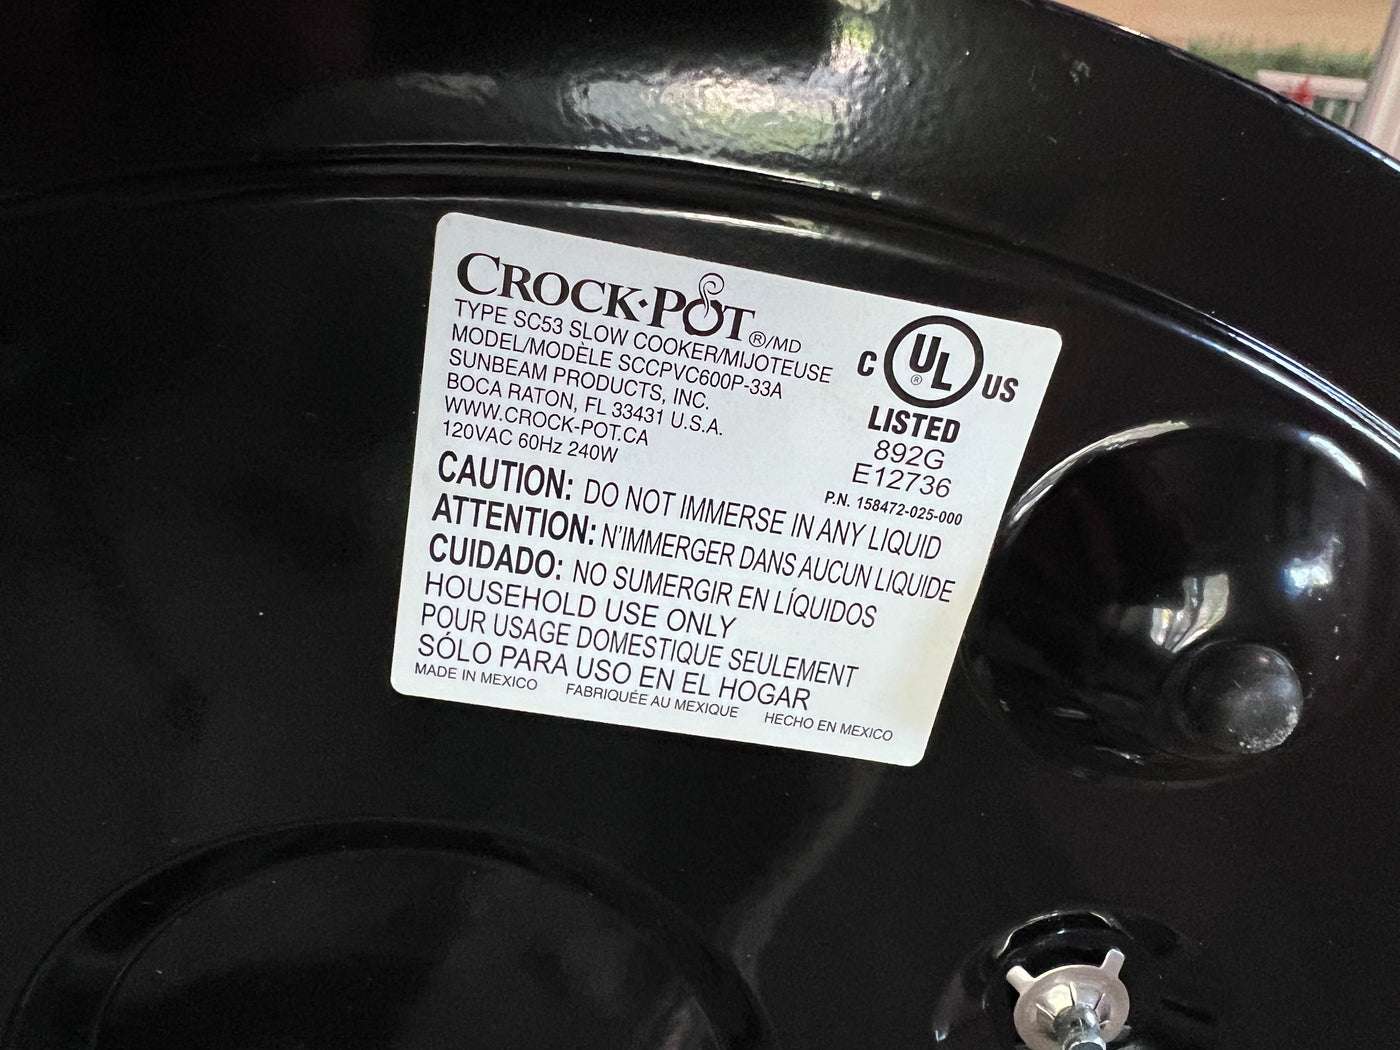 CROCK·POT®/MD
TYPE SC53 SLOW COOKER/MIJOTEUSE
MODEL/MODÈLE SCCPVC600P-33A
SUNBEAM PRODUCTS, INC.
BOCA RATON, FL 33431 U.S.A.
WWW.CROCK-POT.CA
120VAC 60Hz 240W
C UL® US
LISTED
892G
E12736
P.N. 158472-025-000
CAUTION: DO NOT IMMERSE IN ANY LIQUID
ATTENTION: N'IMMERGER DANS AUCUN LIQUIDE
CUIDADO: NO SUMERGIR EN LÍQUIDOS
HOUSEHOLD USE ONLY
POUR USAGE DOMESTIQUE SEULEMENT
SÓLO PARA USO EN EL HOGAR
MADE IN MEXICO FABRIQUÉE AU MEXIQUE HECHO EN MEXICO